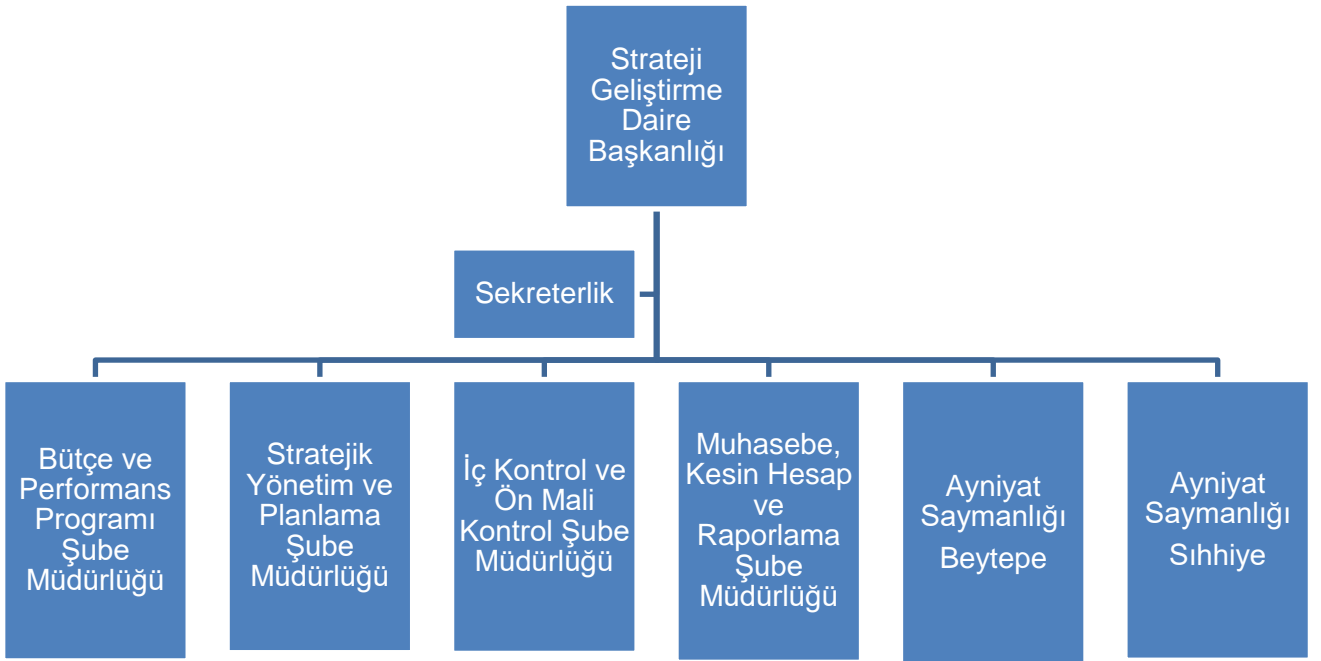 Strateji
Geliştirme
Daire
Başkanlığı
Sekreterlik
Bütçe ve
Performans
Programı
Şube
Müdürlüğü
Stratejik
Yönetim ve
Planlama
Şube
Müdürlüğü
İç Kontrol ve
Ön Mali
Kontrol Şube
Müdürlüğü
Muhasebe,
Kesin Hesap
ve
Raporlama
Şube
Müdürlüğü
Ayniyat
Saymanlığı
Beytepe
Ayniyat
Saymanlığı
Sıhhiye